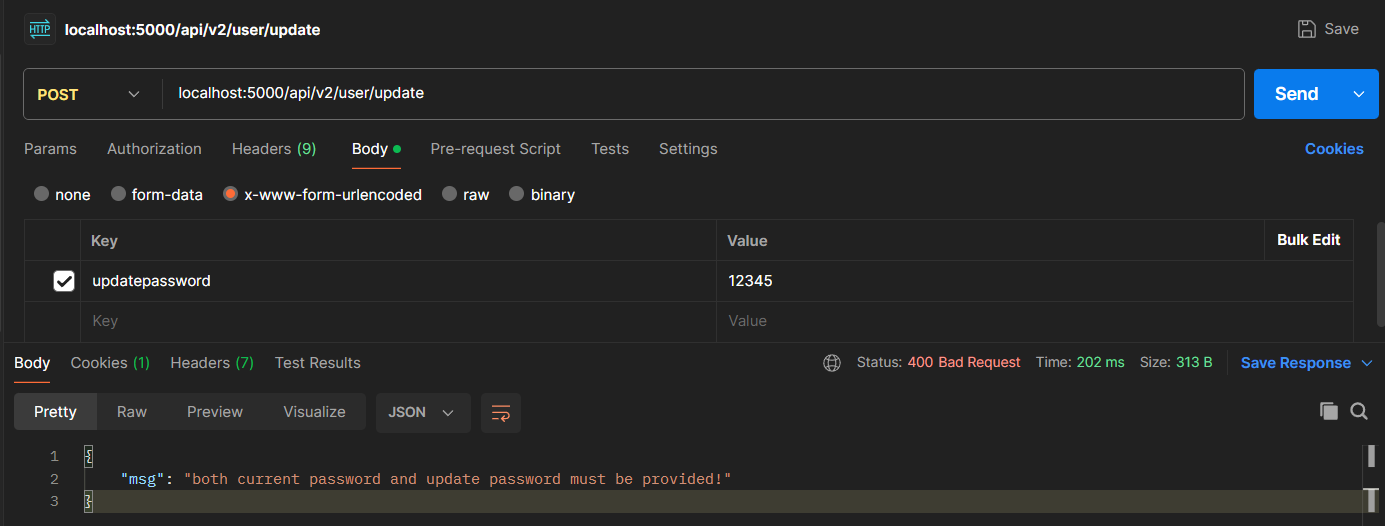 HTTP localhost:5000/api/v2/user/update Save
POST localhost:5000/api/v2/user/update Send
Params Authorization Headers (9) Body Pre-request Script Tests Settings Cookies
none form-data x-www-form-urlencoded raw binary
Key Value Bulk Edit
updatepassword 12345
Key Value
Body Cookies (1) Headers (7) Test Results Status: 400 Bad Request Time: 202 ms Size: 313 B Save Response
Pretty Raw Preview Visualize JSON
1 {
2 "msg": "both current password and update password must be provided!"
3 }